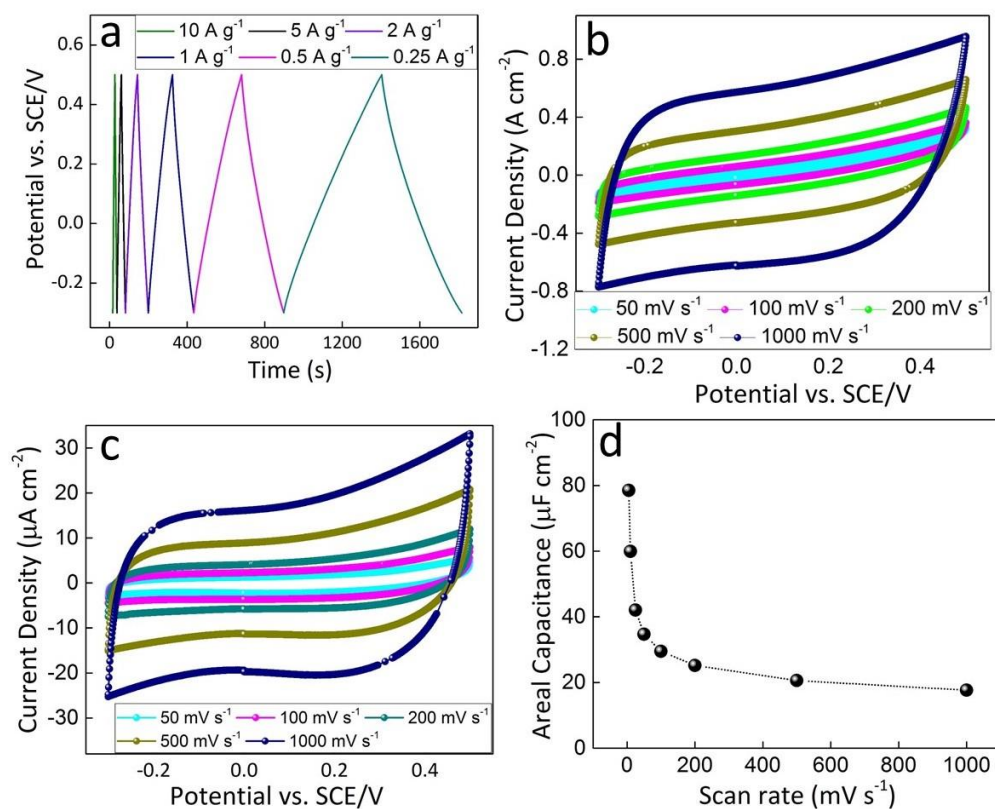 a
10 A g⁻¹ 5 A g⁻¹ 2 A g⁻¹
1 A g⁻¹ 0.5 A g⁻¹ 0.25 A g⁻¹
0.6
0.4
0.2
0.0
-0.2
Potential vs. SCE/V
0 400 800 1200 1600
Time (s)
b
0.8
0.4
0.0
-0.4
-0.8
-1.2
Current Density (A cm⁻²)
50 mV s⁻¹ 100 mV s⁻¹ 200 mV s⁻¹
500 mV s⁻¹ 1000 mV s⁻¹
-0.2 0.0 0.2 0.4
Potential vs. SCE/V
c
30
20
10
0
-10
-20
-30
Current Density (µA cm⁻²)
50 mV s⁻¹ 100 mV s⁻¹ 200 mV s⁻¹
500 mV s⁻¹ 1000 mV s⁻¹
-0.2 0.0 0.2 0.4
Potential vs. SCE/V
d
100
80
60
40
20
0
Areal Capacitance (µF cm⁻²)
0 200 400 600 800 1000
Scan rate (mV s⁻¹)